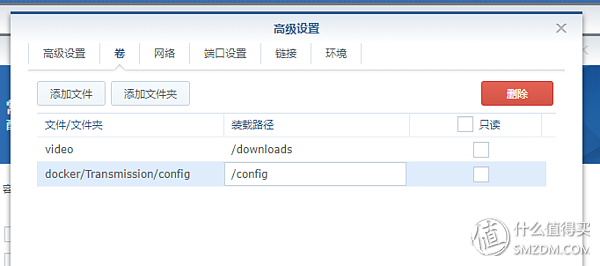 高级设置
高级设置 卷 网络 端口设置 链接 环境
添加文件 添加文件夹 删除
文件/文件夹 装载路径 只读
video /downloads
docker/Transmission/config /config
值 什么值得买
SMZDM.COM